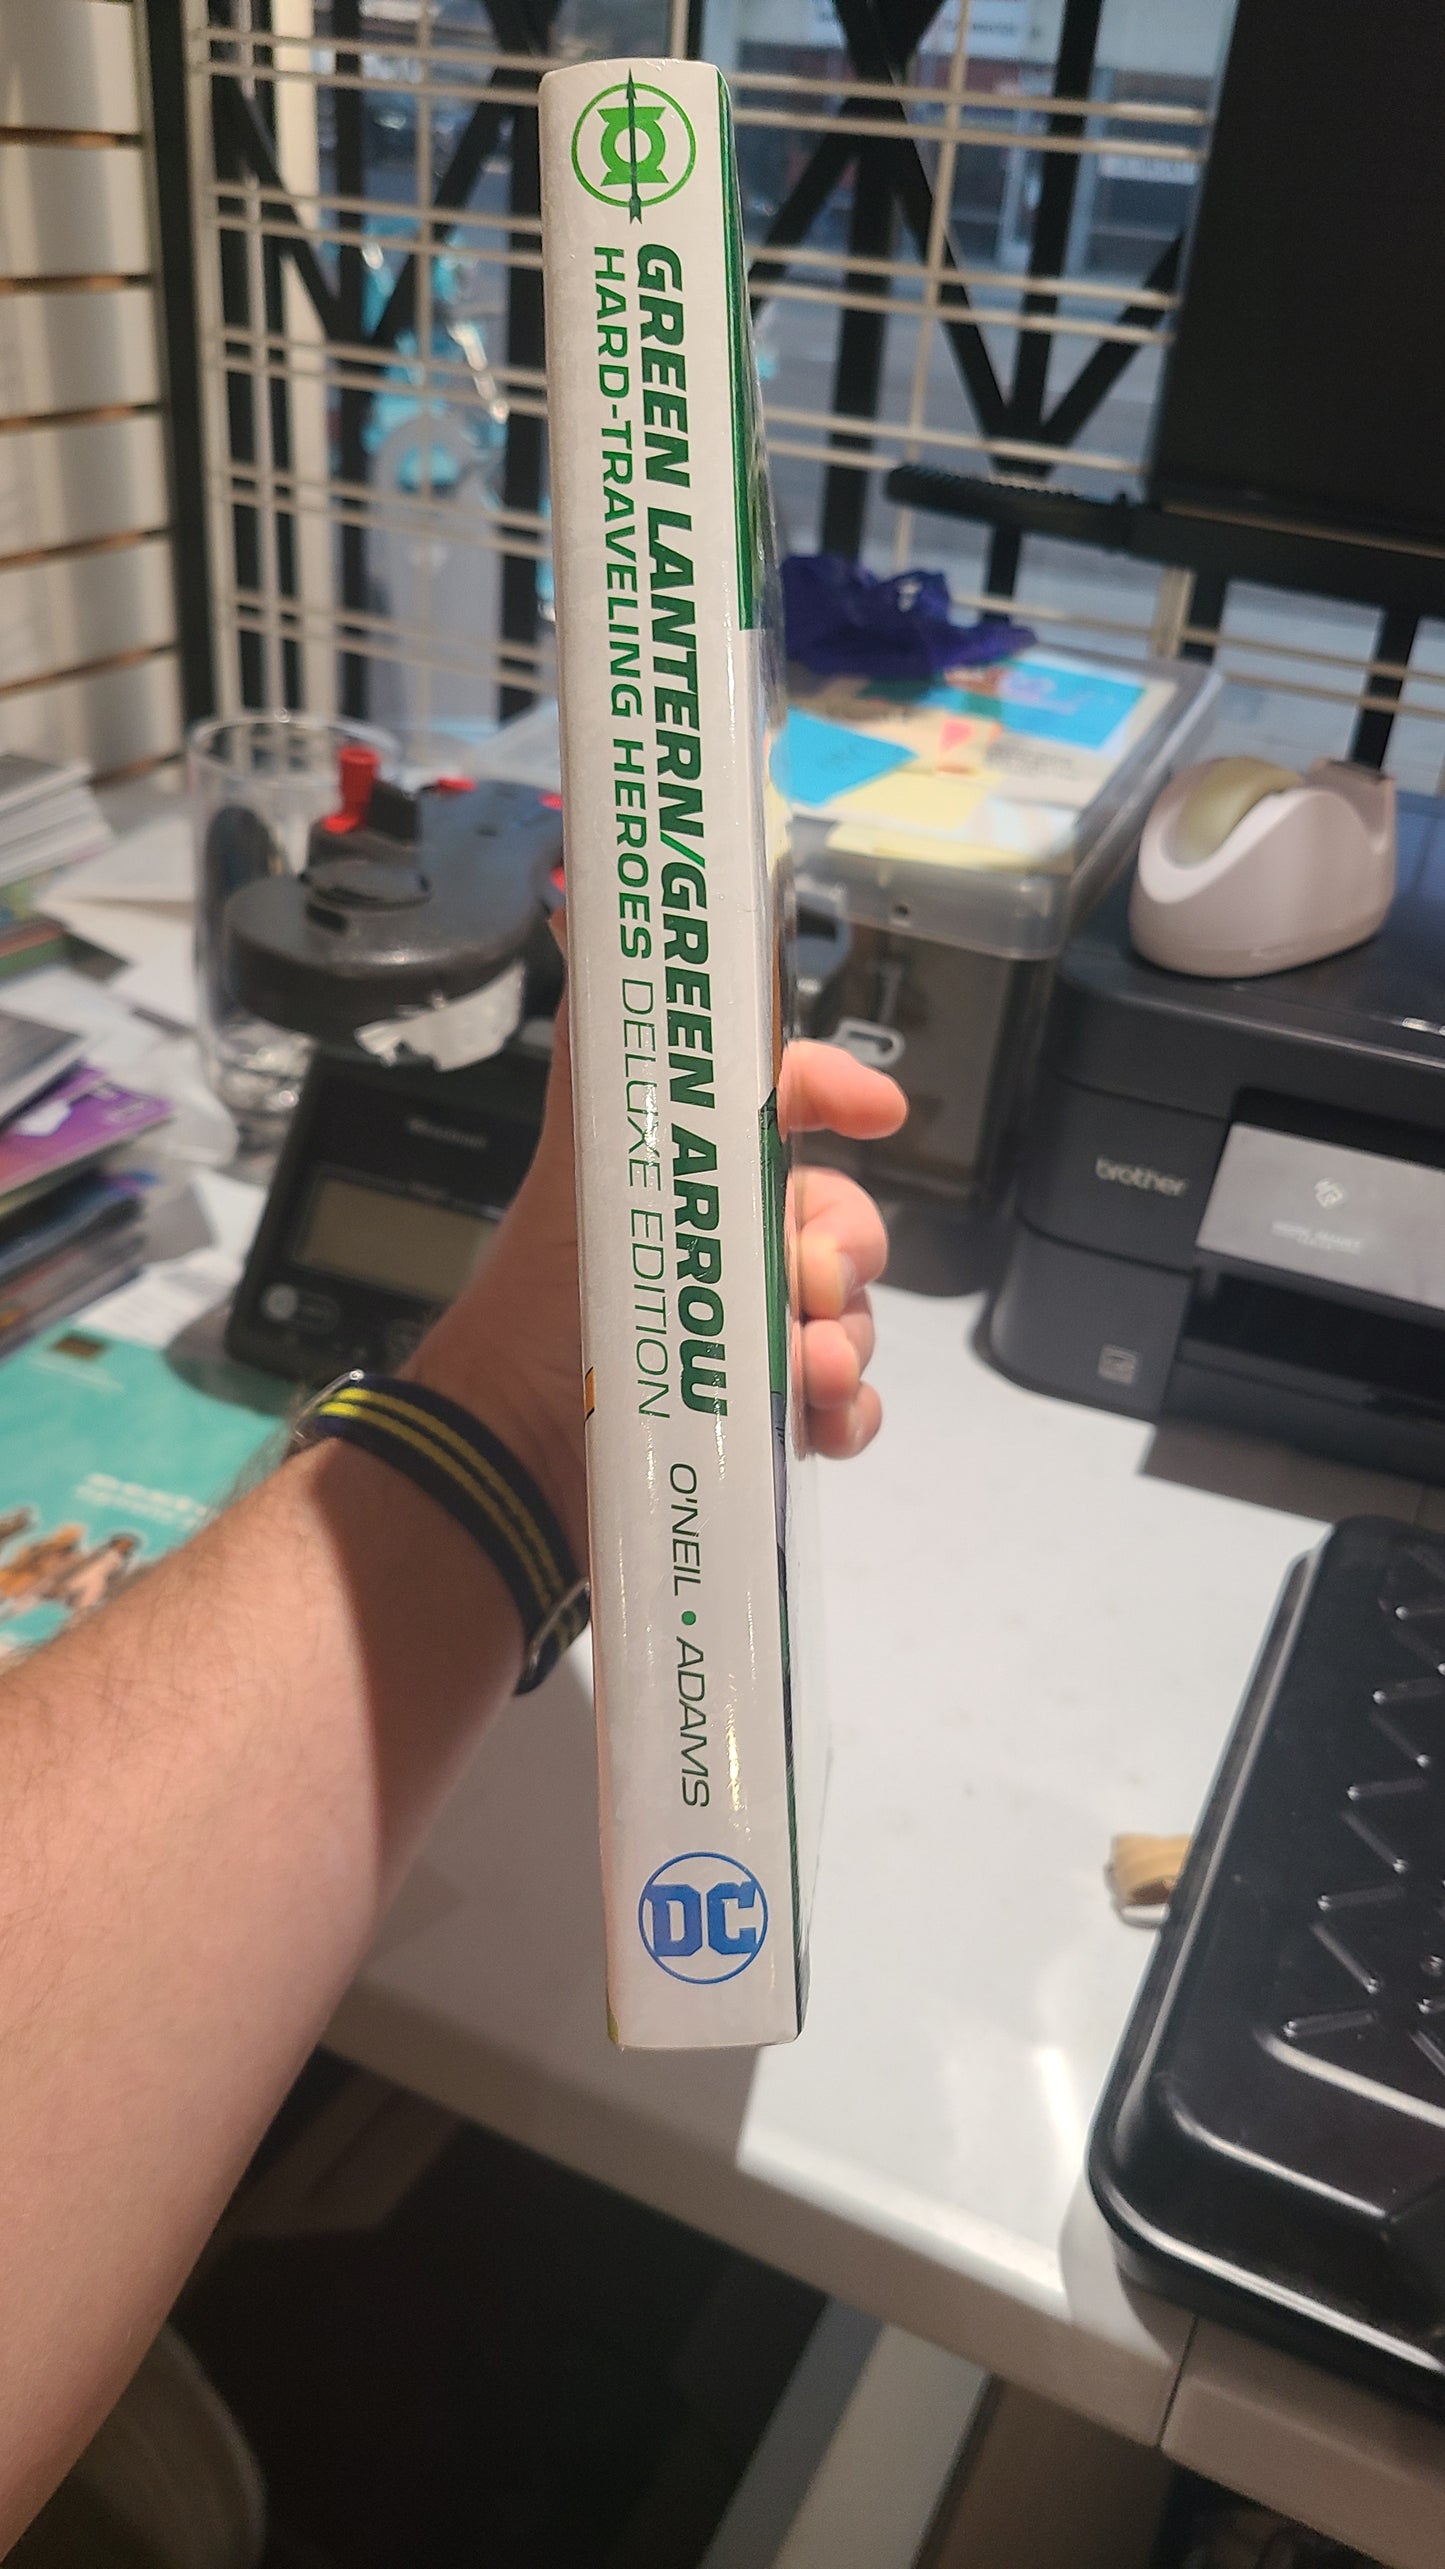 GREEN LANTERN/GREEN ARROW
HARD-TRAVELING HEROES DELUXE EDITION
O'NEIL • ADAMS
DC
brother